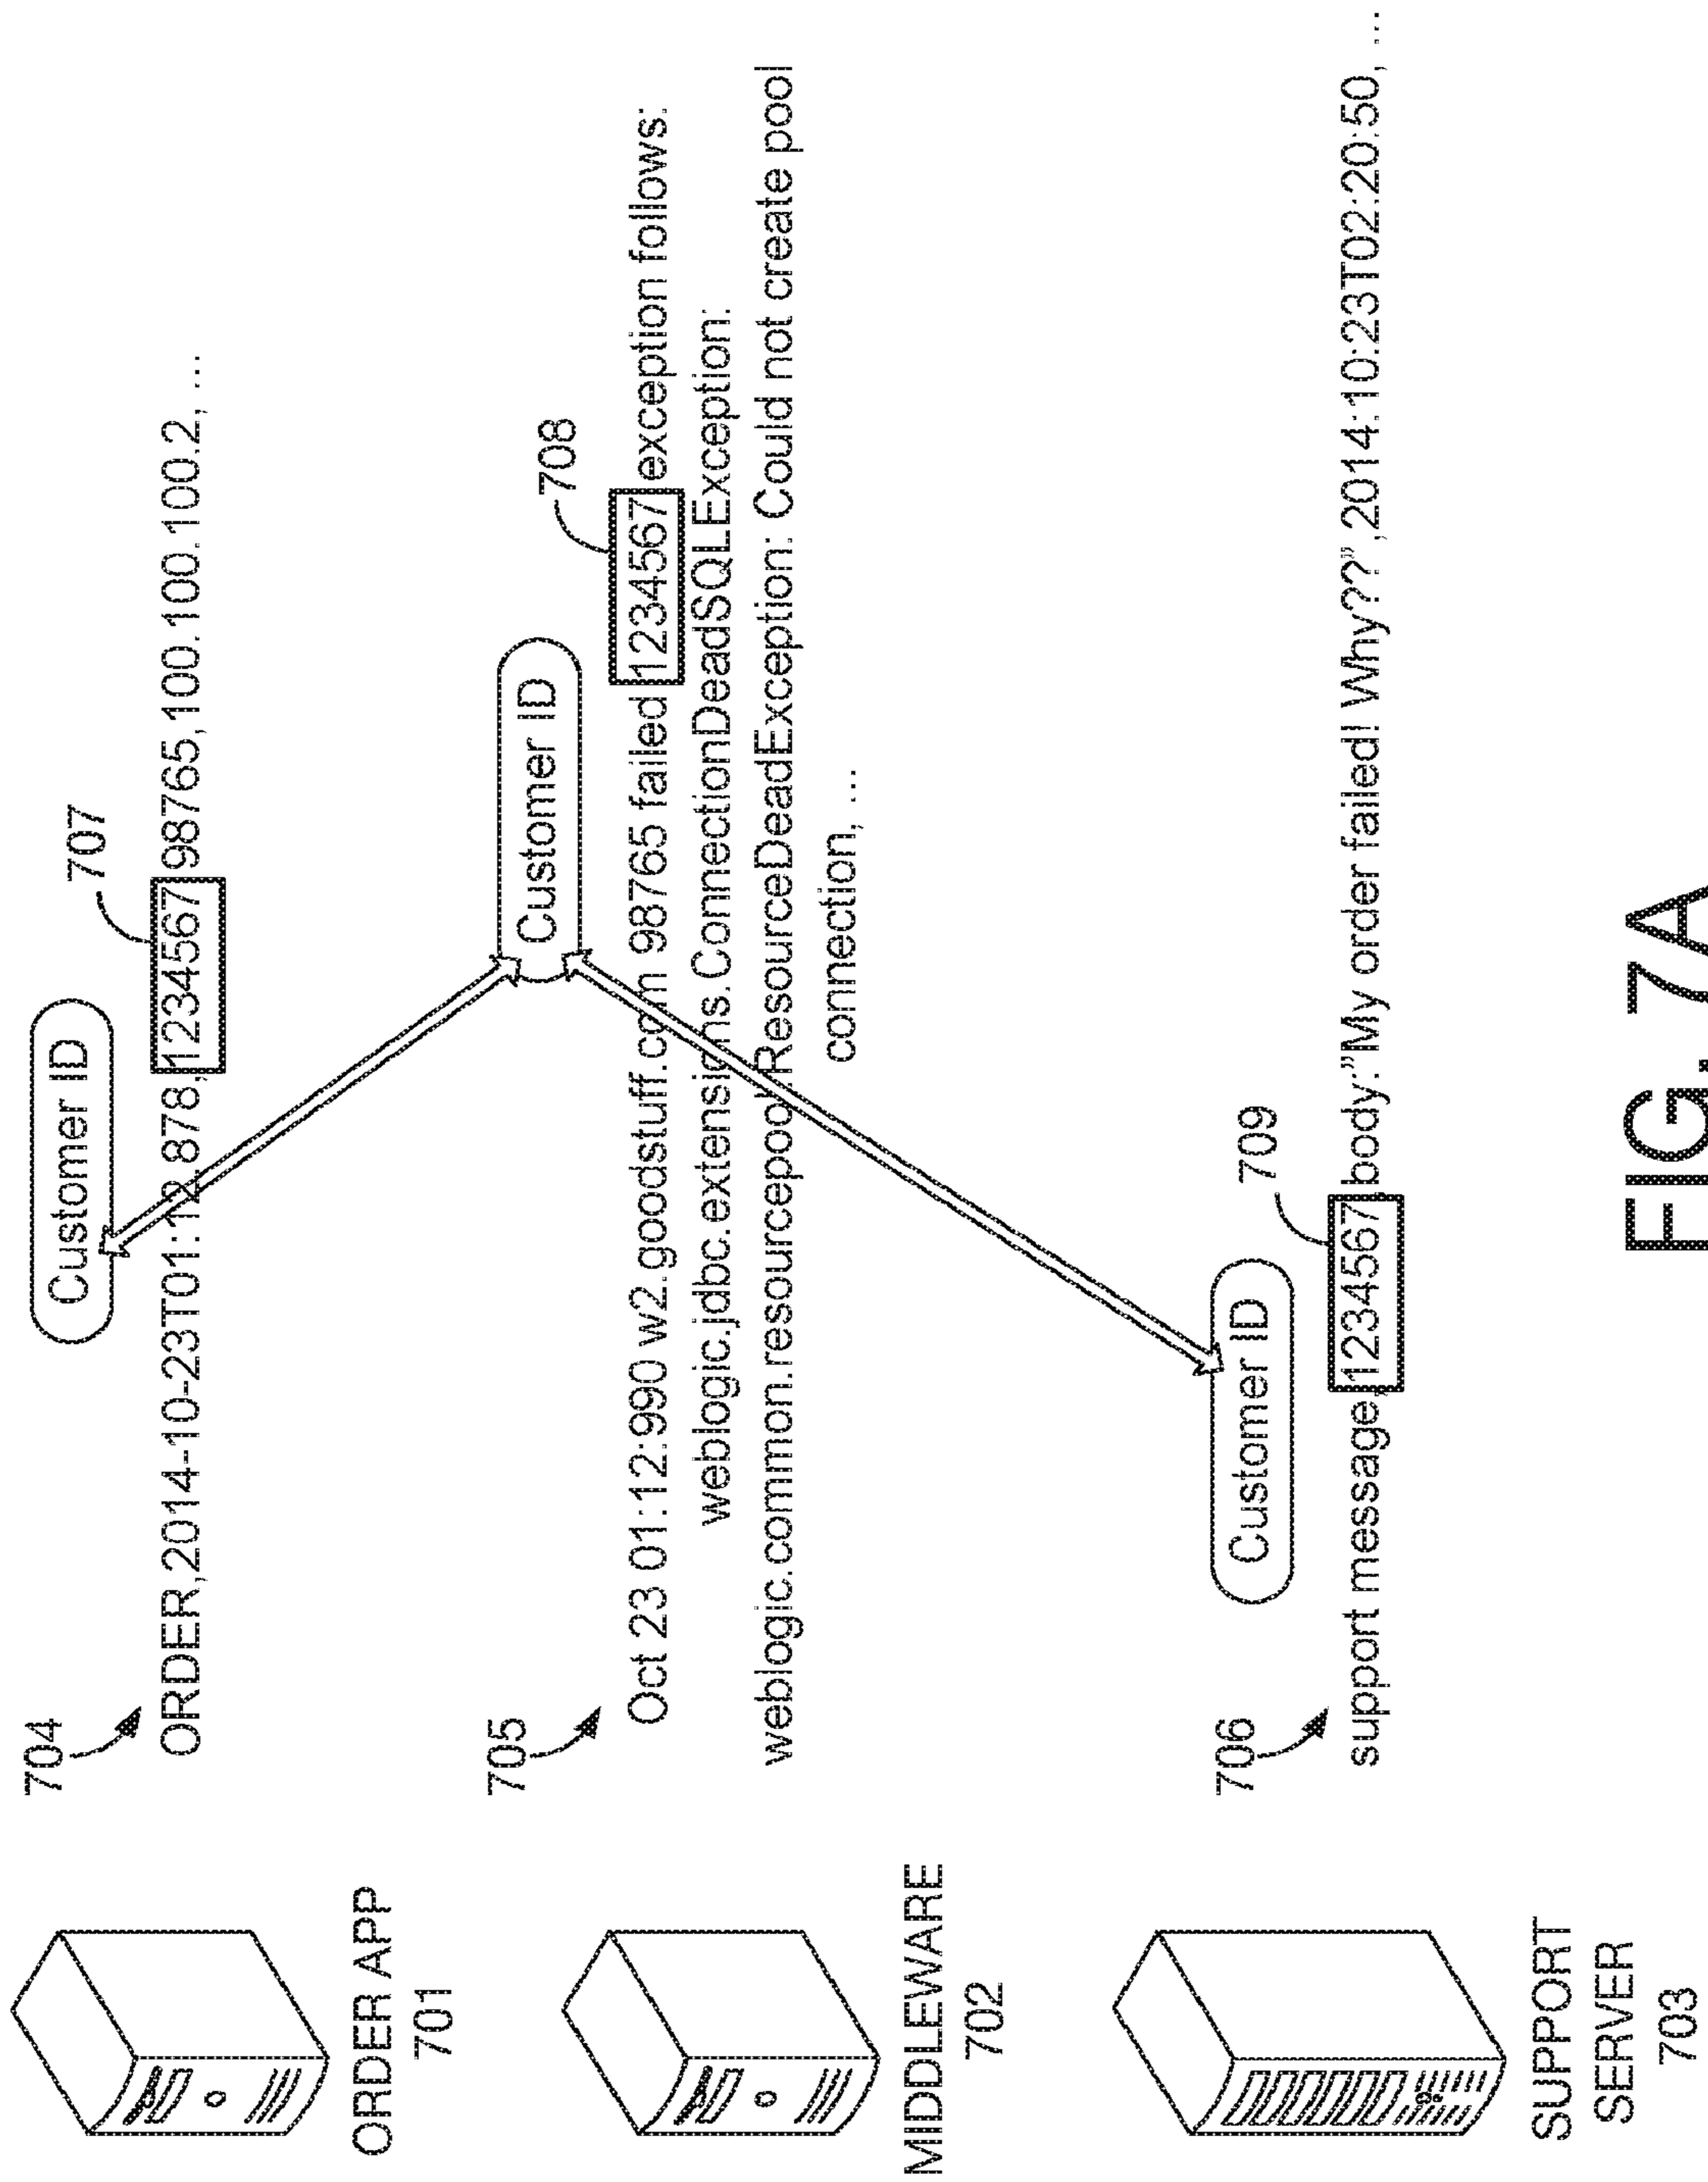 704
Customer ID
707
ORDER,2014-10-23T01:12.878,1234567,98765,100.100.100.2, ...
ORDER APP
701
705
Customer ID
708
Oct 23 01:12:990 w2.goodstuff.com 98765 failed 1234567 exception follows:
weblogic.jdbc.extensions.ConnectionDeadSQLException:
weblogic.common.resourcepool.ResourceDeadException: Could not create pool
connection, ...
MIDDLEWARE
702
706
Customer ID
709
support message,1234567,body:"My order failed! Why???",2014:10:23T02:20:50, ...
SUPPORT
SERVER
703
FIG. 7A